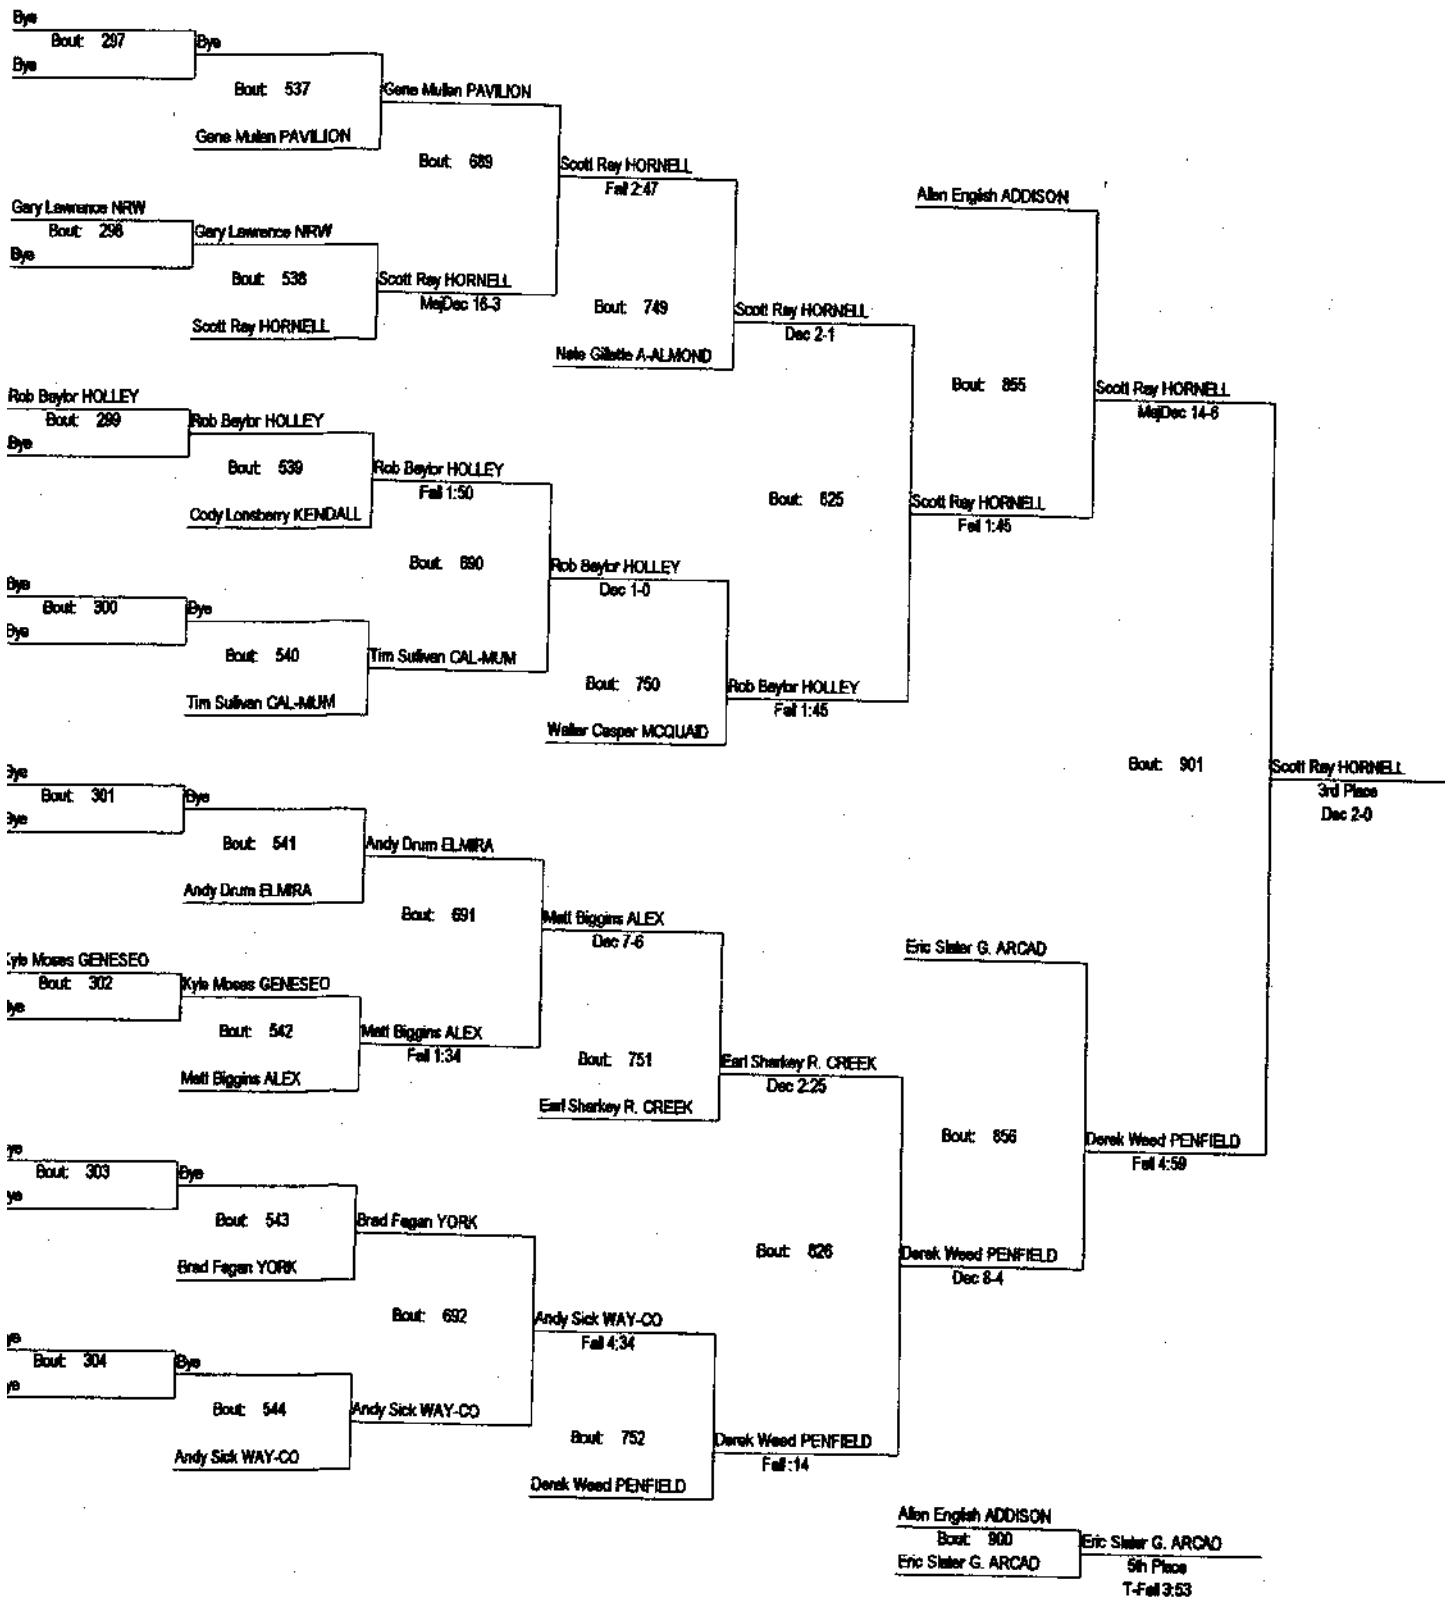 Bye
Bout: 297
Bye
Bye
Bout: 537
Gene Mullen PAVILION
Gene Mullen PAVILION
Bout: 689
Scott Ray HORNELL
Fall 2:47
Gary Lawrence NRW
Bout: 298
Bye
Gary Lawrence NRW
Bout: 538
Scott Ray HORNELL
Scott Ray HORNELL
MajDec 16-3
Bout: 749
Nate Gillette A-ALMOND
Scott Ray HORNELL
Dec 2-1
Allen English ADDISON
Bout: 855
Scott Ray HORNELL
MajDec 14-6
Rob Baylor HOLLEY
Bout: 299
Bye
Rob Baylor HOLLEY
Bout: 539
Cody Lonsberry KENDALL
Rob Baylor HOLLEY
Fall 1:50
Bout: 690
Rob Baylor HOLLEY
Dec 1-0
Bout: 825
Scott Ray HORNELL
Fall 1:45
Bye
Bout: 300
Bye
Bye
Bout: 540
Tim Sullivan CAL-MUM
Tim Sullivan CAL-MUM
Bout: 750
Walter Casper MCQUAID
Rob Baylor HOLLEY
Fall 1:45
Bout: 901
Scott Ray HORNELL
3rd Place
Dec 2-0
Bye
Bout: 301
Bye
Bye
Bout: 541
Andy Drum ELMIRA
Andy Drum ELMIRA
Bout: 691
Matt Biggins ALEX
Dec 7-6
Kyle Moses GENESEO
Bout: 302
Bye
Kyle Moses GENESEO
Bout: 542
Matt Biggins ALEX
Matt Biggins ALEX
Fall 1:34
Bout: 751
Earl Sharkey R. CREEK
Earl Sharkey R. CREEK
Dec 2:25
Eric Slater G. ARCAD
Bout: 856
Derek Weed PENFIELD
Fall 4:59
ye
Bout: 303
ye
Bye
Bout: 543
Brad Fagan YORK
Brad Fagan YORK
Bout: 692
Andy Sick WAY-CO
Fall 4:34
Bout: 826
Derek Weed PENFIELD
Dec 8-4
ye
Bout: 304
ye
Bye
Bout: 544
Andy Sick WAY-CO
Andy Sick WAY-CO
Bout: 752
Derek Weed PENFIELD
Derek Weed PENFIELD
Fall :14
Allen English ADDISON
Bout: 900
Eric Slater G. ARCAD
Eric Slater G. ARCAD
5th Place
T-Fall 3:53